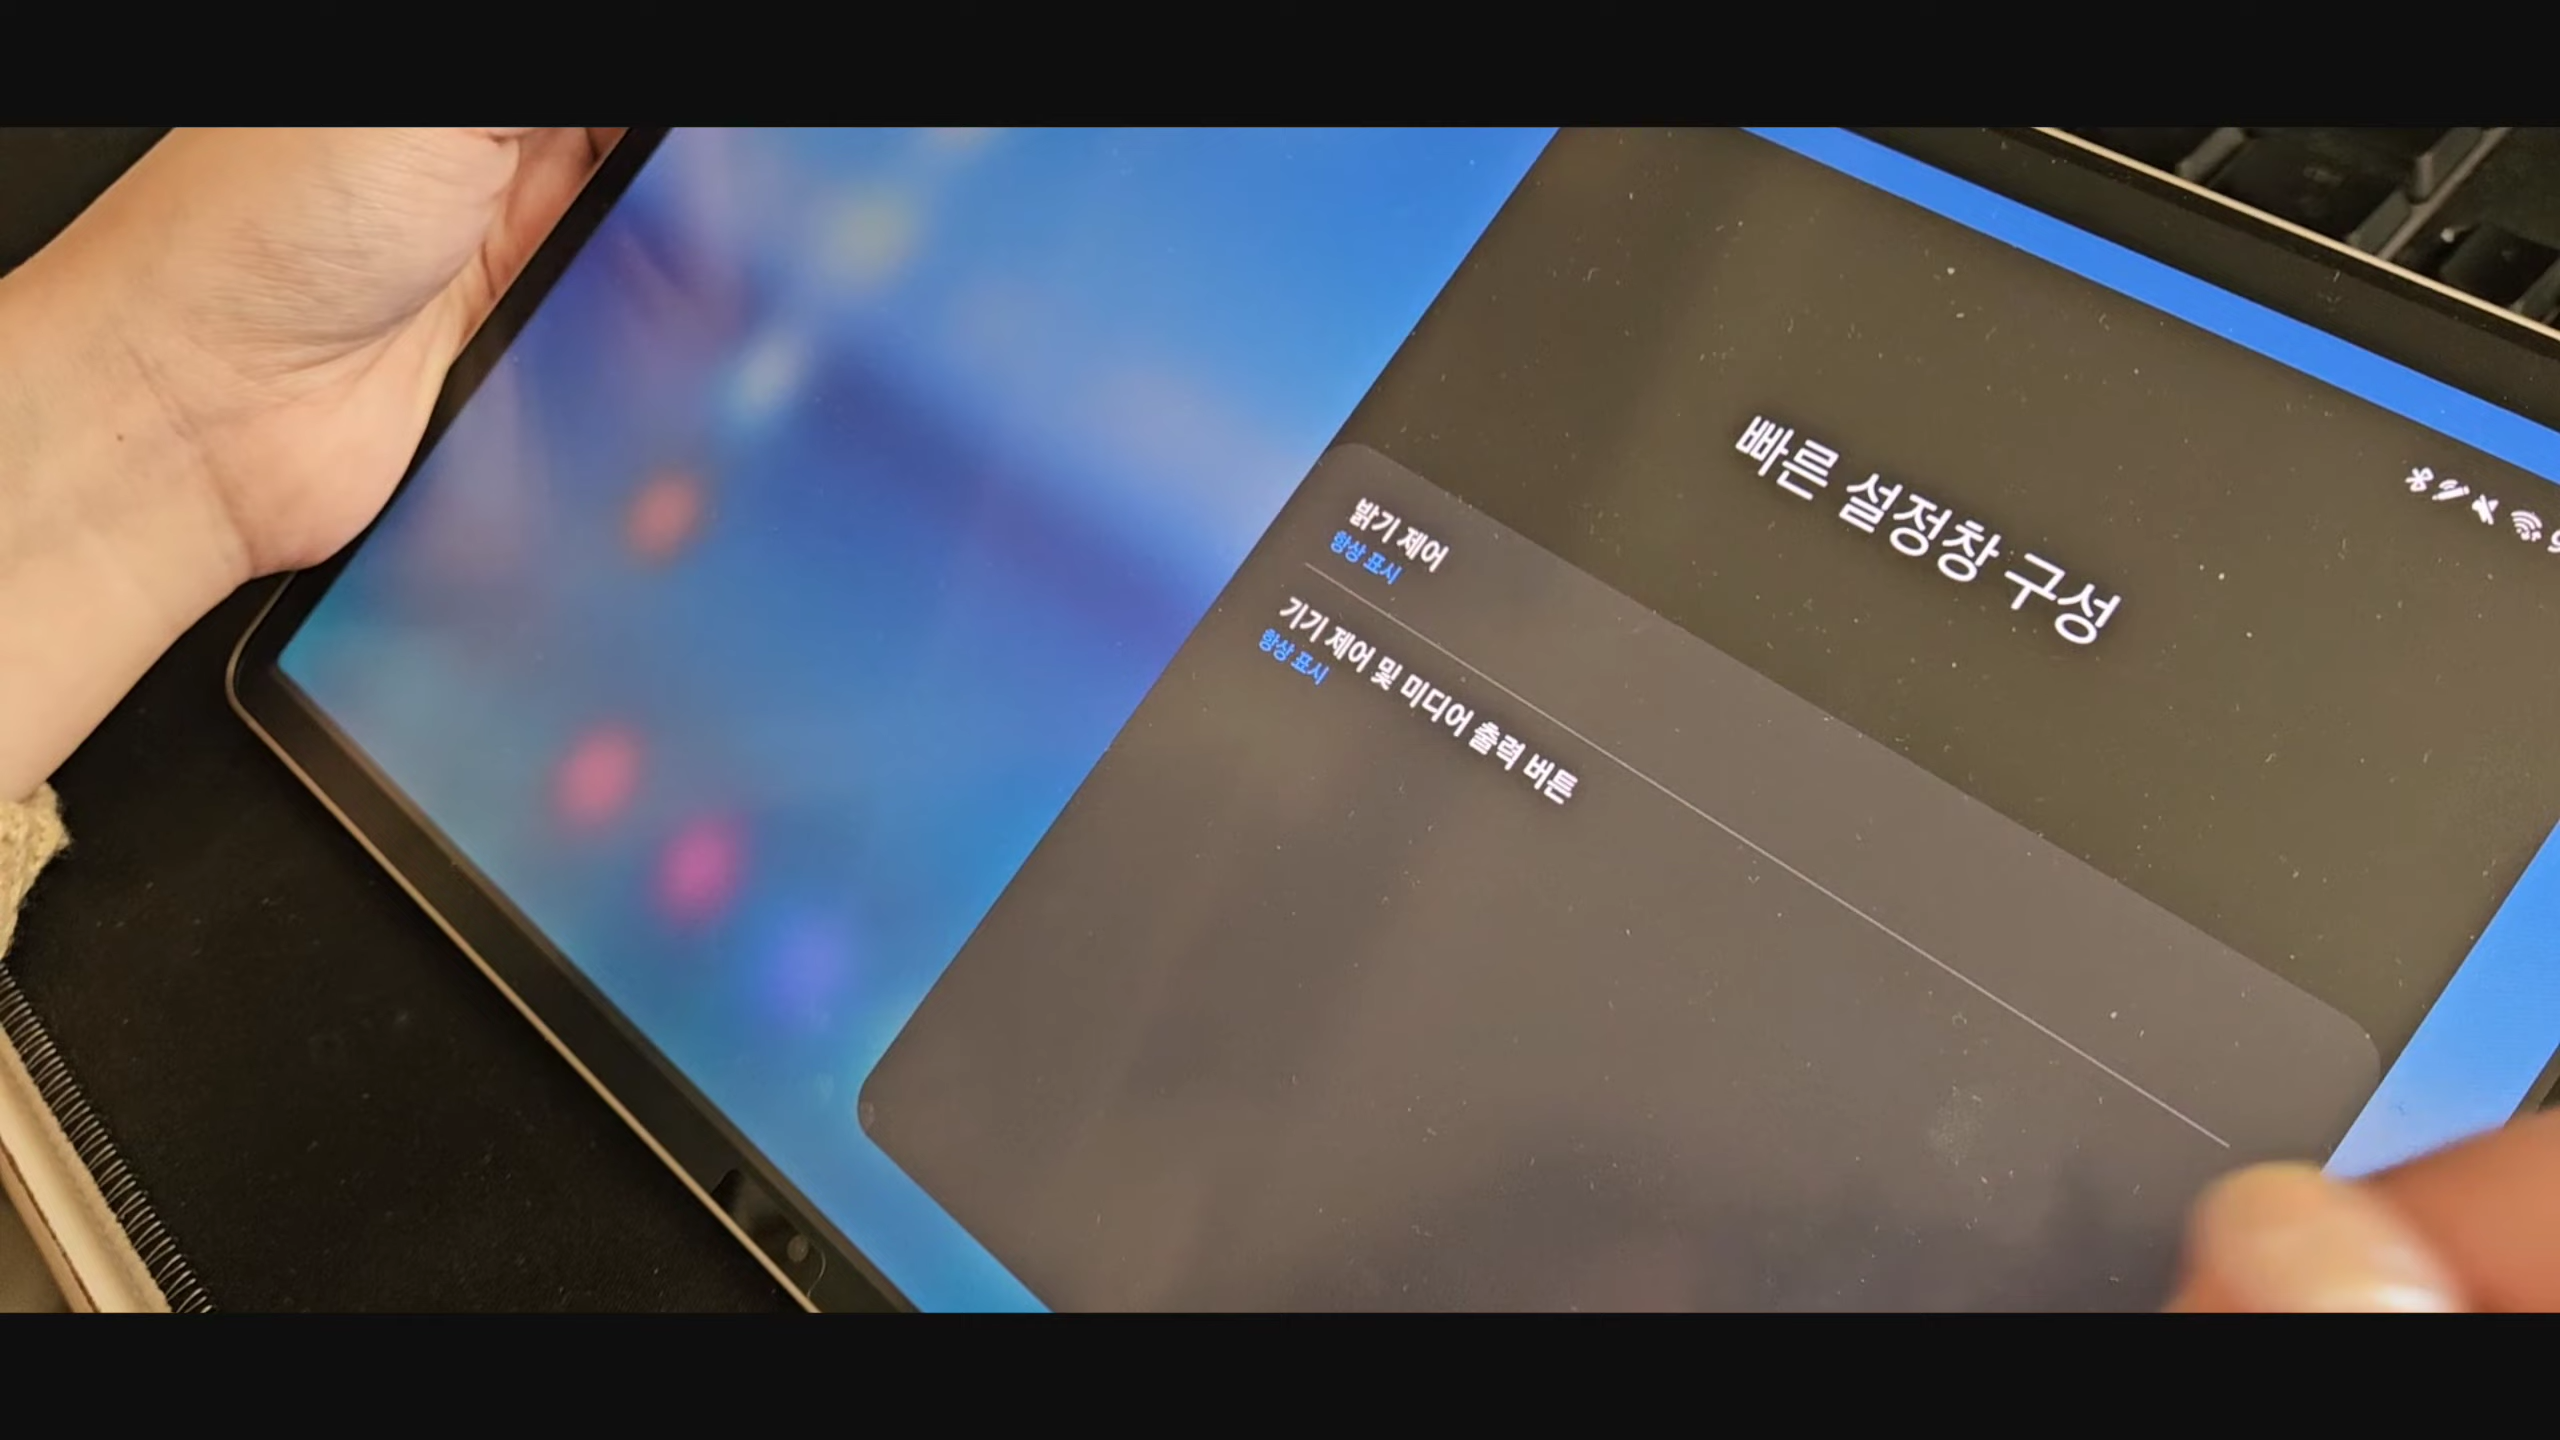 빠른 설정창 구성
밝기 제어
항상 표시
기기 제어 및 미디어 출력 버튼
항상 표시